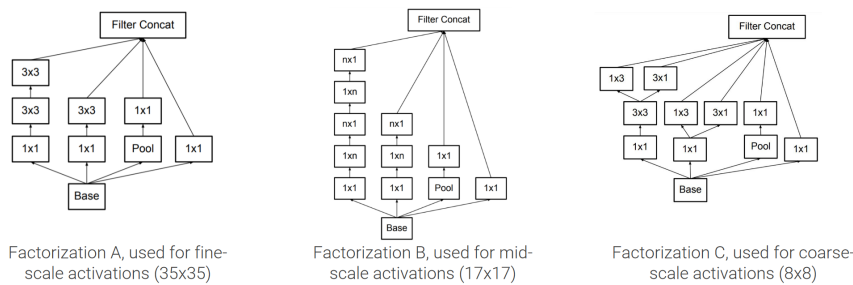 Filter Concat
3x3
3x3 3x3 1x1
1x1 1x1 Pool 1x1
Base
Factorization A, used for fine-
scale activations (35x35)
Filter Concat
nx1
1xn
nx1 nx1
1xn 1xn 1x1
1x1 1x1 Pool 1x1
Base
Factorization B, used for mid-
scale activations (17x17)
Filter Concat
1x3 3x1
3x3 1x3 3x1 1x1
1x1 1x1 Pool 1x1
Base
Factorization C, used for coarse-
scale activations (8x8)